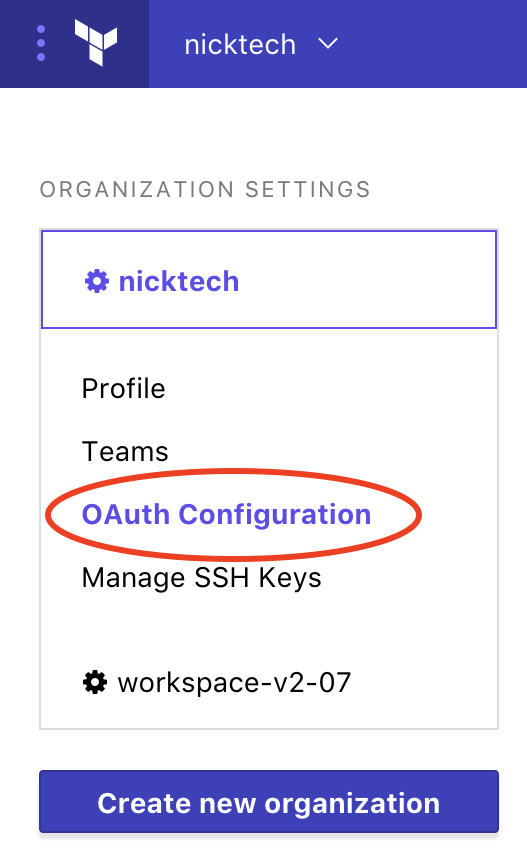 nicktech
ORGANIZATION SETTINGS
nicktech
Profile
Teams
OAuth Configuration
Manage SSH Keys
workspace-v2-07
Create new organization